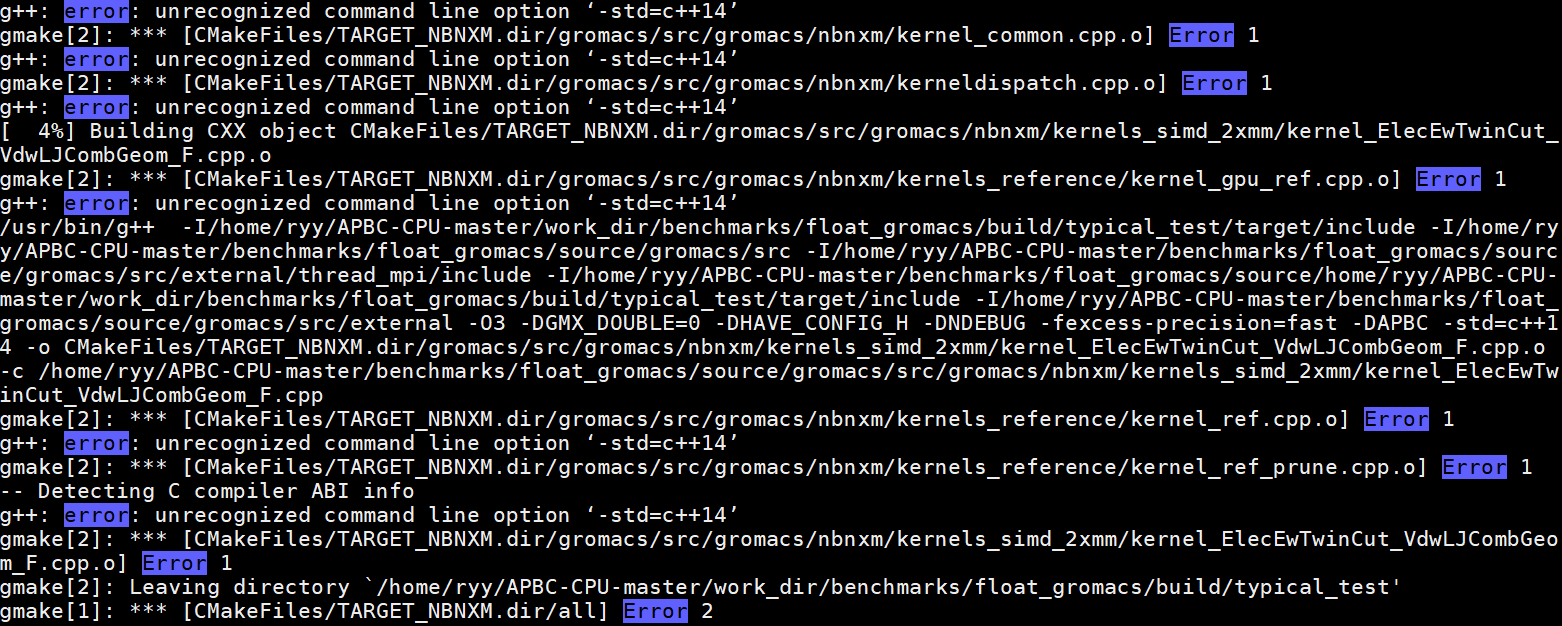 g++: error: unrecognized command line option ‘-std=c++14’
gmake[2]: *** [CMakeFiles/TARGET_NBNXM.dir/gromacs/src/gromacs/nbnxm/kernel_common.cpp.o] Error 1
g++: error: unrecognized command line option ‘-std=c++14’
gmake[2]: *** [CMakeFiles/TARGET_NBNXM.dir/gromacs/src/gromacs/nbnxm/kerneldispatch.cpp.o] Error 1
g++: error: unrecognized command line option ‘-std=c++14’
[  4%] Building CXX object CMakeFiles/TARGET_NBNXM.dir/gromacs/src/gromacs/nbnxm/kernels_simd_2xmm/kernel_ElecEwTwinCut_
VdwLJCombGeom_F.cpp.o
gmake[2]: *** [CMakeFiles/TARGET_NBNXM.dir/gromacs/src/gromacs/nbnxm/kernels_reference/kernel_gpu_ref.cpp.o] Error 1
g++: error: unrecognized command line option ‘-std=c++14’
/usr/bin/g++  -I/home/ryy/APBC-CPU-master/work_dir/benchmarks/float_gromacs/build/typical_test/target/include -I/home/ry
y/APBC-CPU-master/benchmarks/float_gromacs/source/gromacs/src -I/home/ryy/APBC-CPU-master/benchmarks/float_gromacs/sourc
e/gromacs/src/external/thread_mpi/include -I/home/ryy/APBC-CPU-master/benchmarks/float_gromacs/source/home/ryy/APBC-CPU-
master/work_dir/benchmarks/float_gromacs/build/typical_test/target/include -I/home/ryy/APBC-CPU-master/benchmarks/float_
gromacs/source/gromacs/src/external -O3 -DGMX_DOUBLE=0 -DHAVE_CONFIG_H -DNDEBUG -fexcess-precision=fast -DAPBC -std=c++1
4 -o CMakeFiles/TARGET_NBNXM.dir/gromacs/src/gromacs/nbnxm/kernels_simd_2xmm/kernel_ElecEwTwinCut_VdwLJCombGeom_F.cpp.o
-c /home/ryy/APBC-CPU-master/benchmarks/float_gromacs/source/gromacs/src/gromacs/nbnxm/kernels_simd_2xmm/kernel_ElecEwTw
inCut_VdwLJCombGeom_F.cpp
gmake[2]: *** [CMakeFiles/TARGET_NBNXM.dir/gromacs/src/gromacs/nbnxm/kernels_reference/kernel_ref.cpp.o] Error 1
g++: error: unrecognized command line option ‘-std=c++14’
gmake[2]: *** [CMakeFiles/TARGET_NBNXM.dir/gromacs/src/gromacs/nbnxm/kernels_reference/kernel_ref_prune.cpp.o] Error 1
-- Detecting C compiler ABI info
g++: error: unrecognized command line option ‘-std=c++14’
gmake[2]: *** [CMakeFiles/TARGET_NBNXM.dir/gromacs/src/gromacs/nbnxm/kernels_simd_2xmm/kernel_ElecEwTwinCut_VdwLJCombGeo
m_F.cpp.o] Error 1
gmake[2]: Leaving directory `/home/ryy/APBC-CPU-master/work_dir/benchmarks/float_gromacs/build/typical_test'
gmake[1]: *** [CMakeFiles/TARGET_NBNXM.dir/all] Error 2